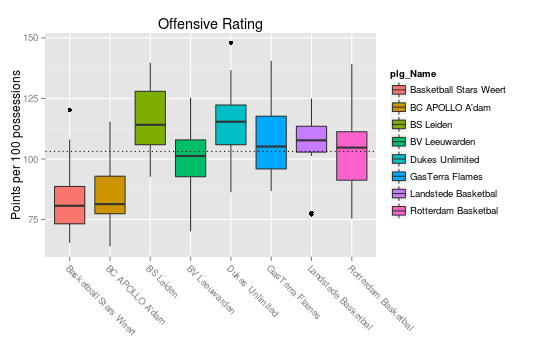 Offensive Rating
Points per 100 possessions
150
125
100
75
Basketball Stars Weert
BC APOLLO A'dam
BS Leiden
BV Leeuwarden
Dukes Unlimited
GasTerra Flames
Landstede Basketbal
Rotterdam Basketbal
plg_Name
Basketball Stars Weert
BC APOLLO A'dam
BS Leiden
BV Leeuwarden
Dukes Unlimited
GasTerra Flames
Landstede Basketbal
Rotterdam Basketbal